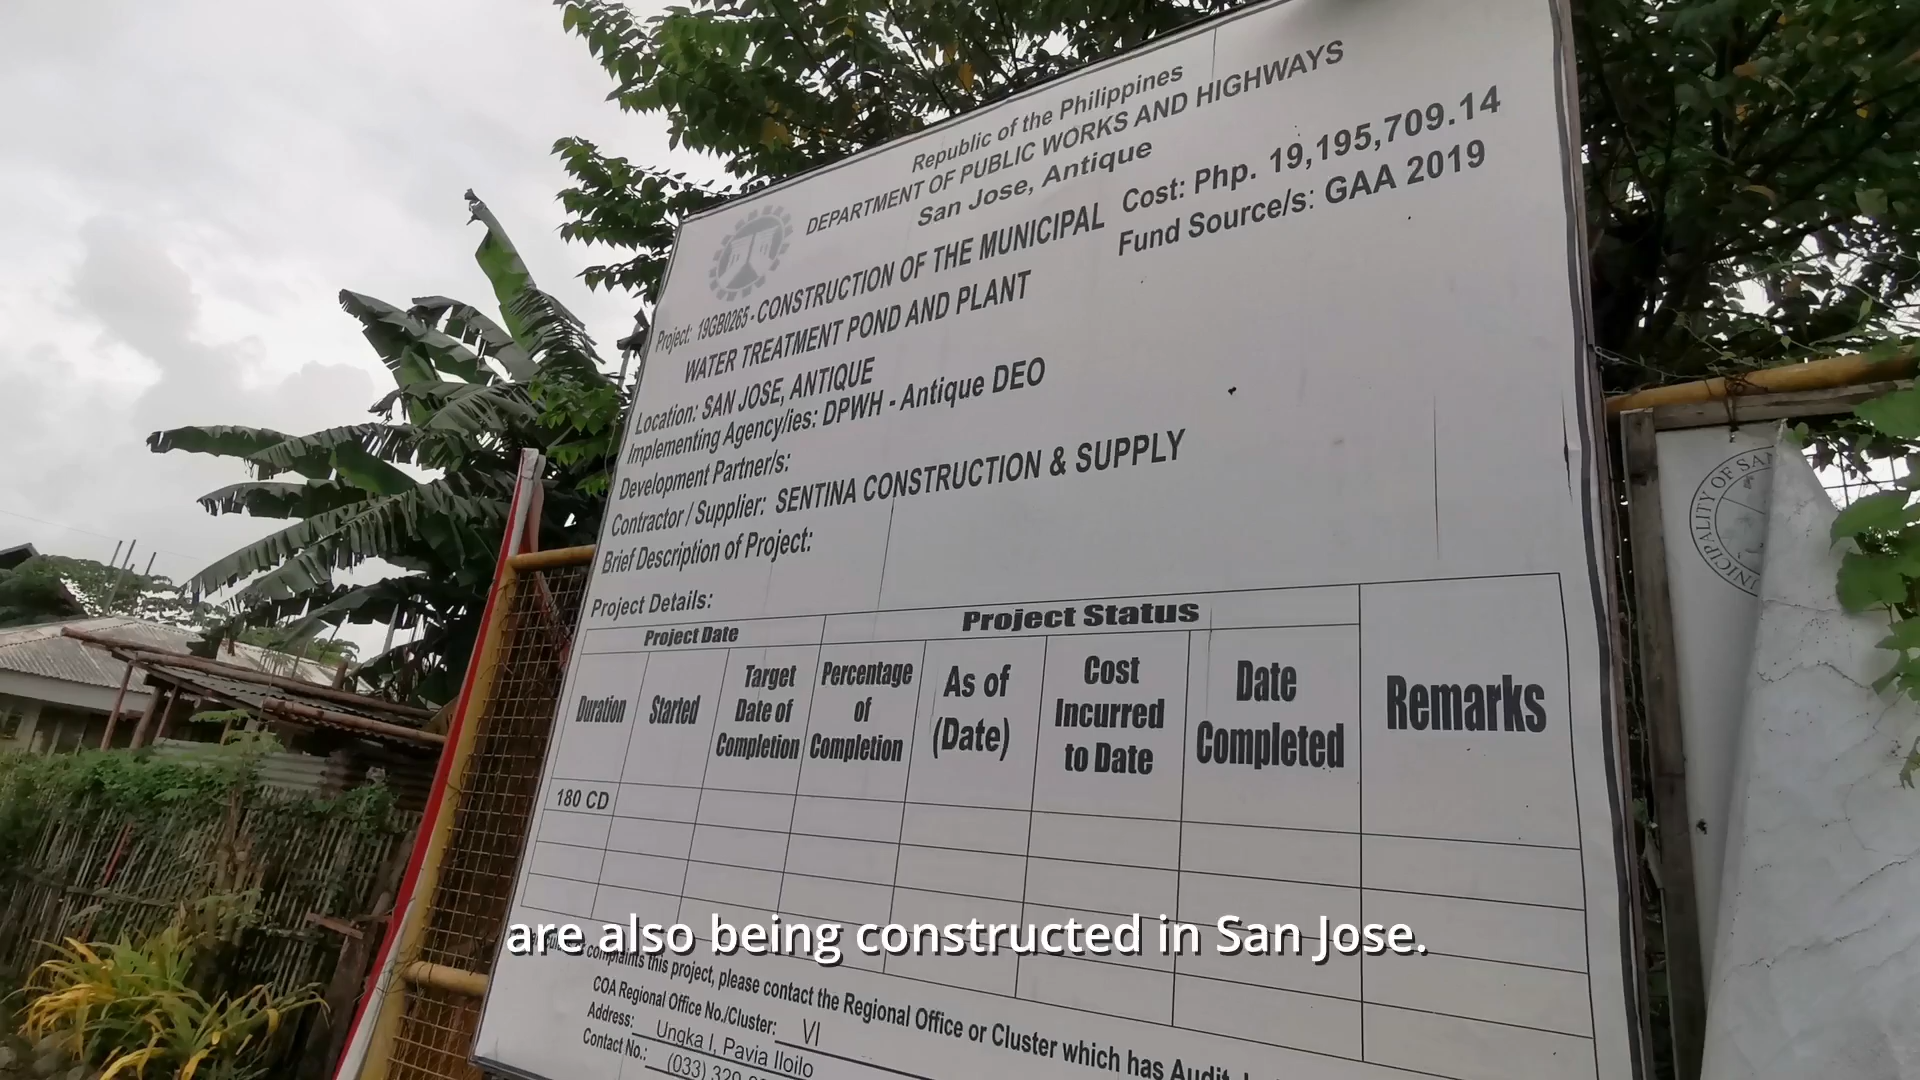 Republic of the Philippines
DEPARTMENT OF PUBLIC WORKS AND HIGHWAYS
San Jose, Antique
Project: 19GB0265 - CONSTRUCTION OF THE MUNICIPAL
WATER TREATMENT POND AND PLANT
Cost: Php. 19,195,709.14
Fund Source/s: GAA 2019
Location: SAN JOSE, ANTIQUE
Implementing Agency/ies: DPWH - Antique DEO
Development Partner/s:
Contractor / Supplier: SENTINA CONSTRUCTION & SUPPLY
Brief Description of Project:
Project Details:
Project Date
Project Status
Duration
Started
Target Date of Completion
Percentage of Completion
As of (Date)
Cost Incurred to Date
Date Completed
Remarks
180 CD
are also being constructed in San Jose.
complaints this project, please contact the Regional Office or Cluster which has Audit
COA Regional Office No./Cluster: VI
Address: Ungka I, Pavia Iloilo
Contact No.: (033) 320
OF SAN